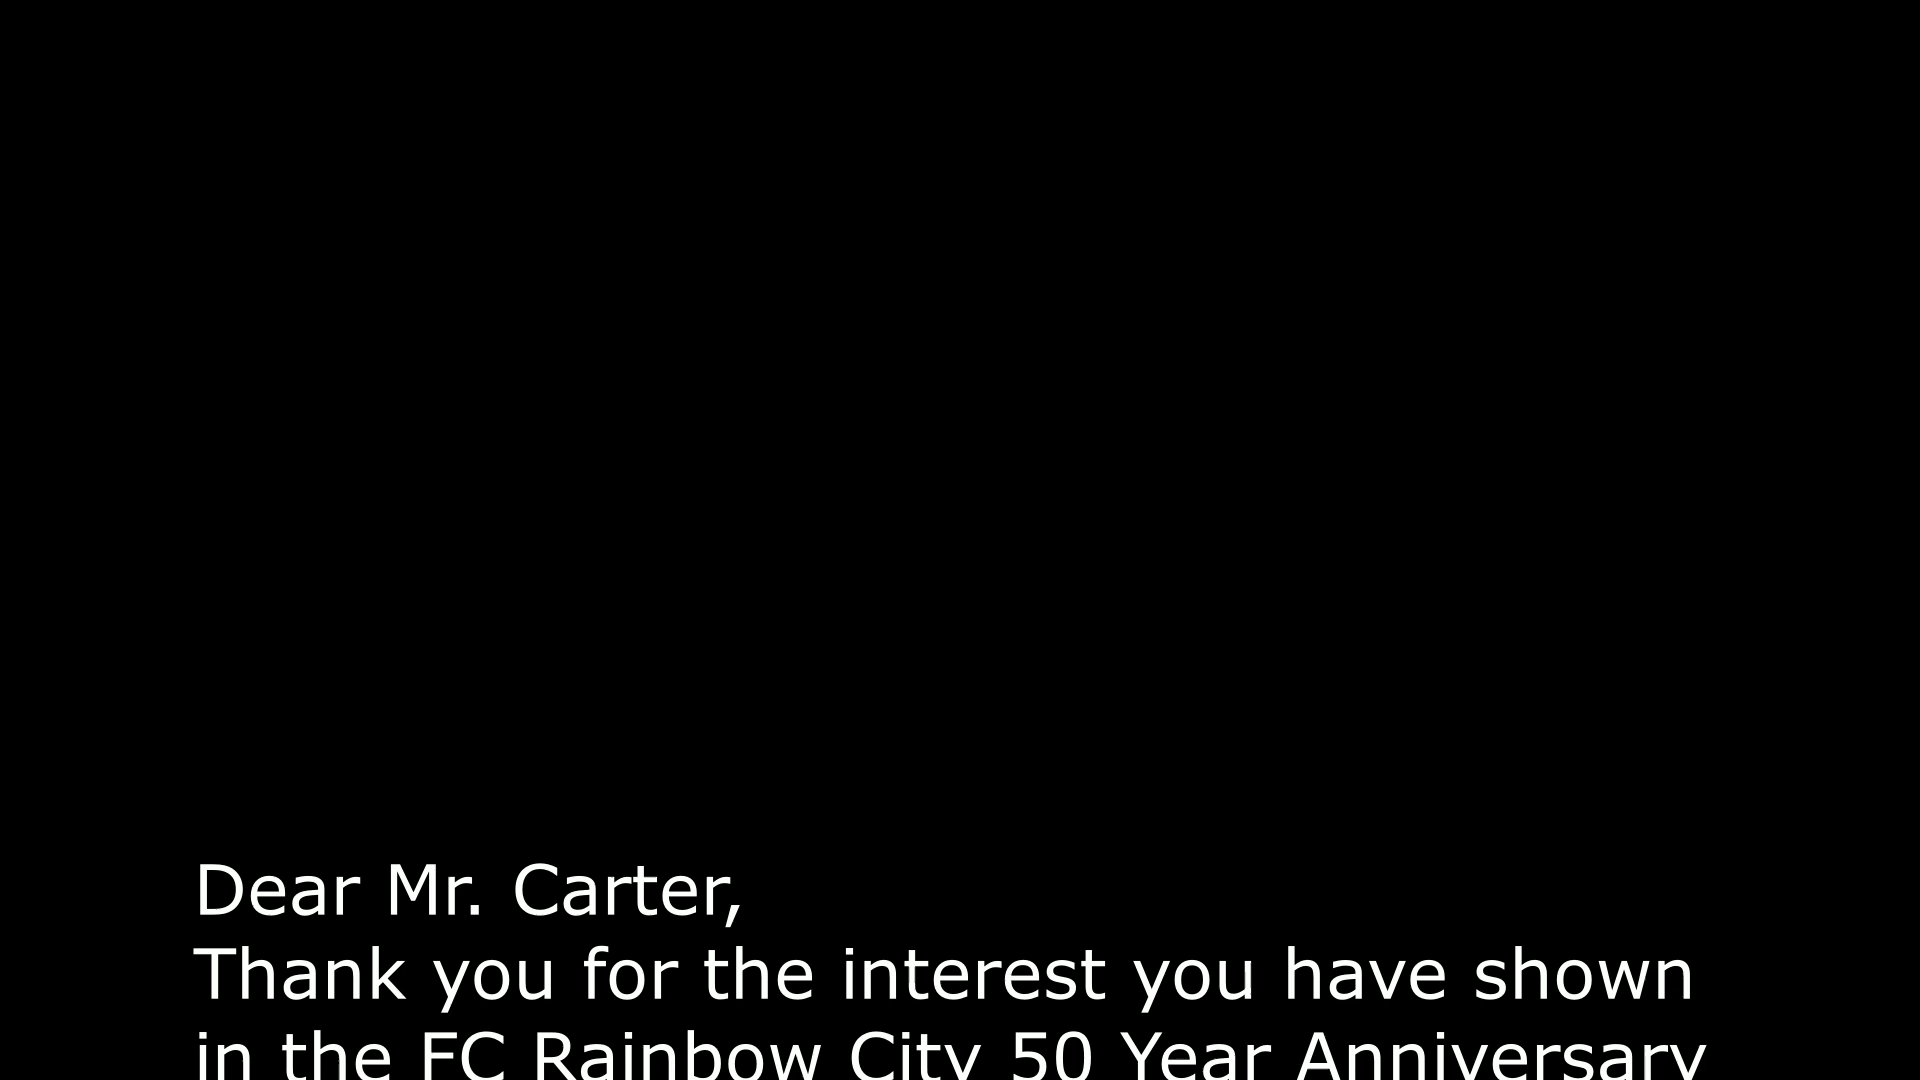 Dear Mr. Carter,
Thank you for the interest you have shown
in the FC Rainbow City 50 Year Anniversary